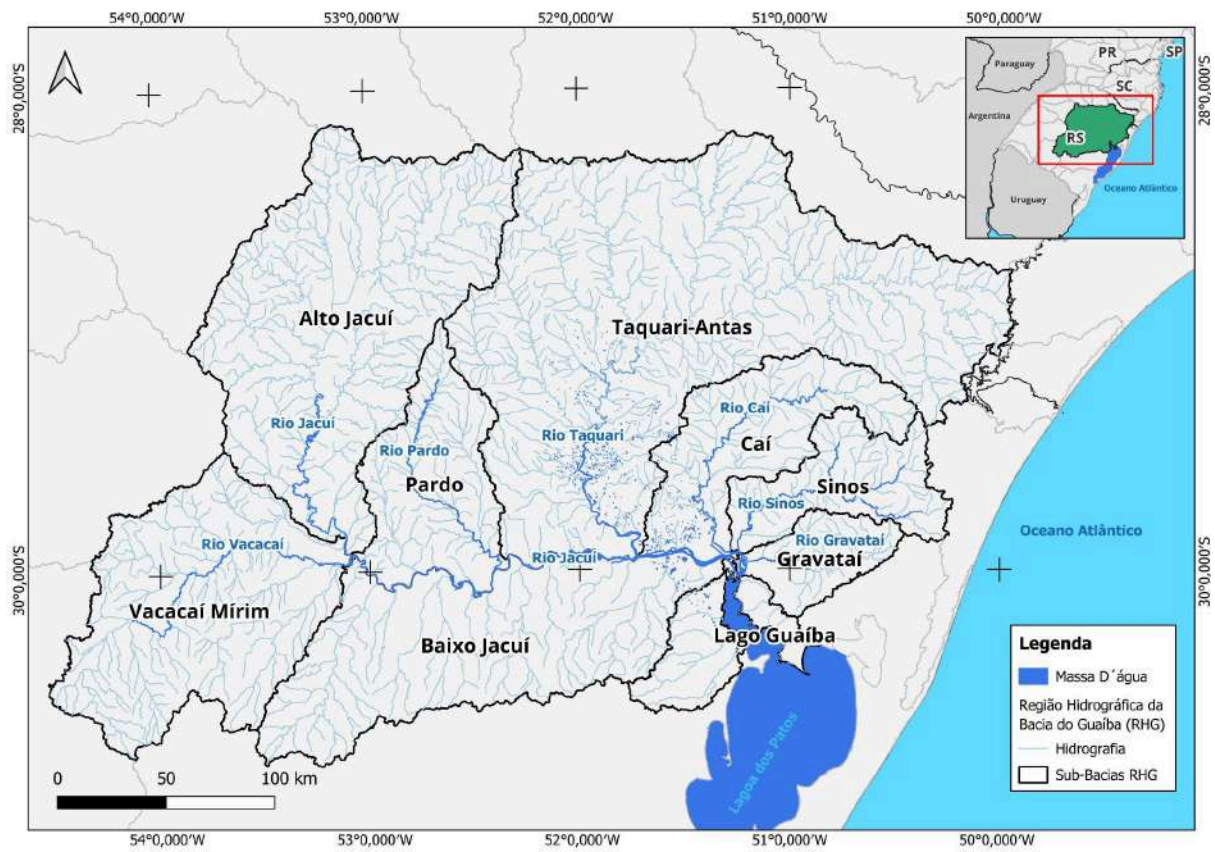 54°0,000'W
53°0,000'W
52°0,000'W
51°0,000'W
50°0,000'W
28°0,000'S
28°0,000'S
PR
SP
Paraguay
SC
Argentina
RS
Oceano Atlântico
Uruguay
Alto Jacuí
Taquari-Antas
Rio Caí
Rio Jacuí
Rio Taquari
Caí
Rio Pardo
Pardo
Sinos
Rio Sinos
Rio Vacacaí
Rio Jacuí
Rio Gravataí
Gravataí
Oceano Atlântico
30°0,000'S
30°0,000'S
Vacacaí Mírim
Baixo Jacuí
Lago Guaíba
Lagoa dos Patos
Legenda
Massa D´água
Região Hidrográfica da
Bacia do Guaíba (RHG)
Hidrografia
Sub-Bacias RHG
0
50
100 km
54°0,000'W
53°0,000'W
52°0,000'W
51°0,000'W
50°0,000'W